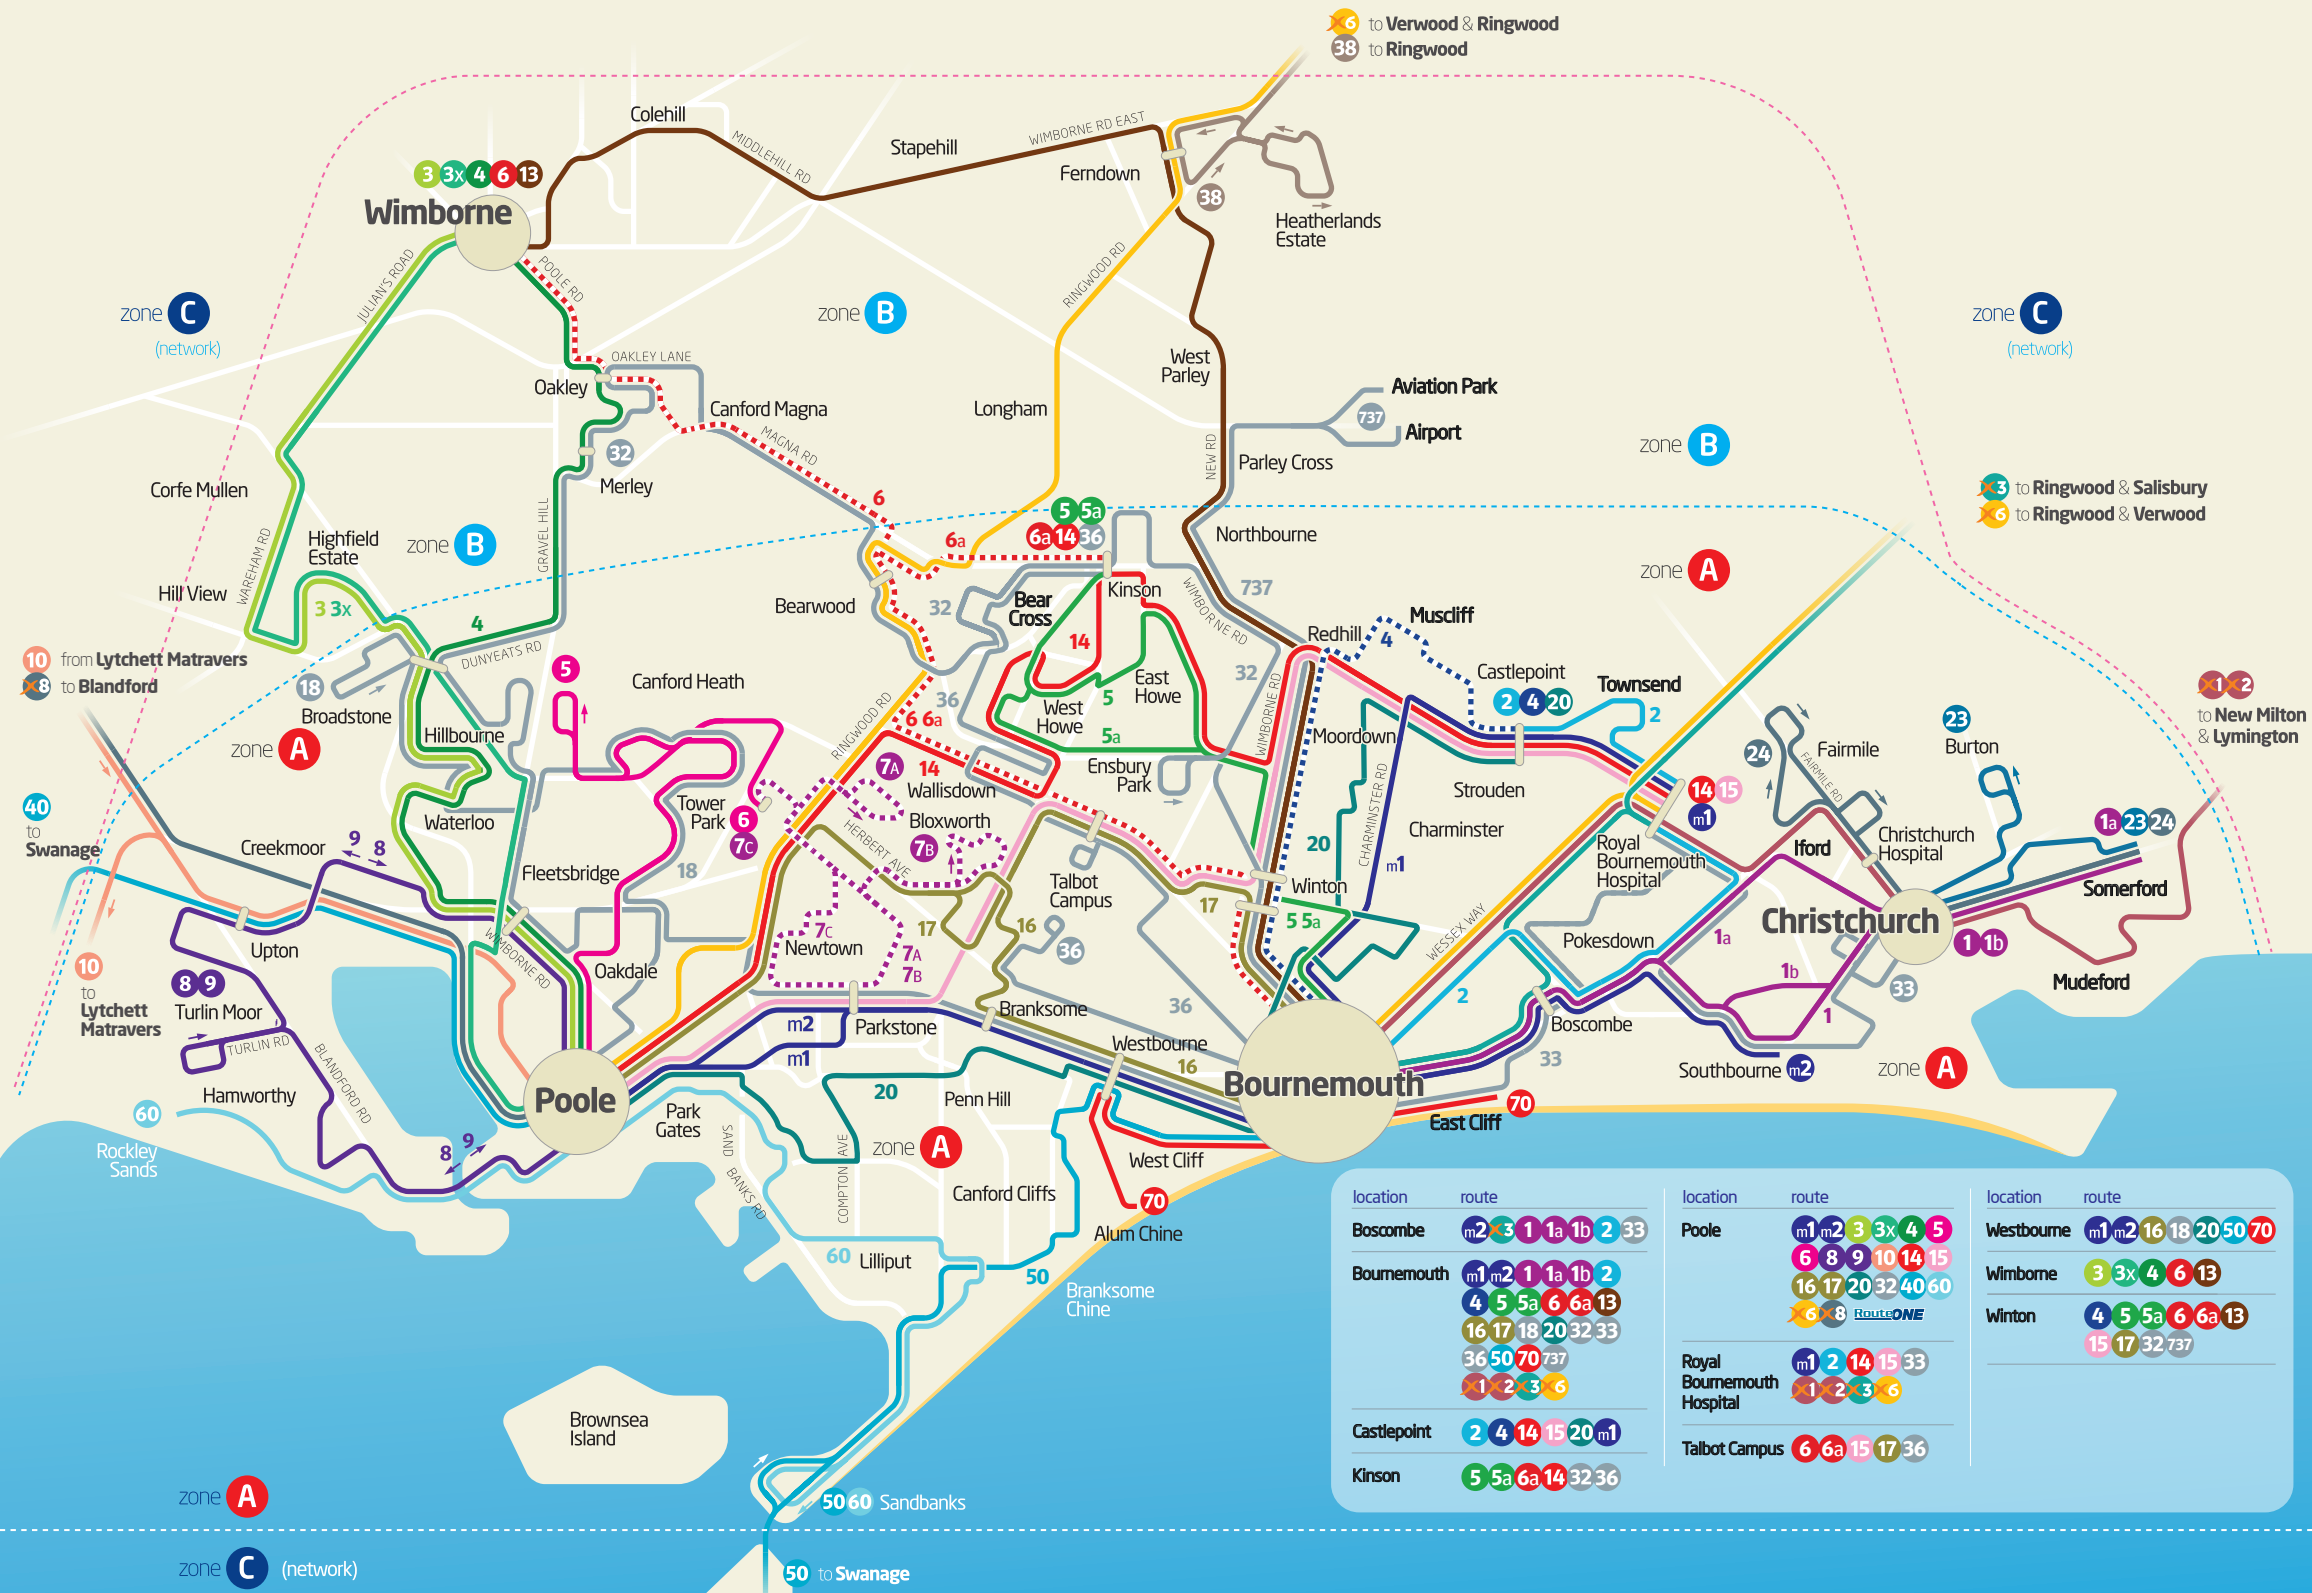 X6 to Verwood & Ringwood
38 to Ringwood
Colehill
MIDDLEHILL RD
Stapehill
WIMBORNE RD EAST
Ferndown
38
Heatherlands
Estate
3 3x 4 6 13
Wimborne
JULIAN'S ROAD
POOLE RD
RINGWOOD RD
zone C
(network)
zone B
zone C
(network)
OAKLEY LANE
Oakley
Canford Magna
MAGNA RD
Longham
West
Parley
Aviation Park
737
Airport
NEW RD
Parley Cross
zone B
32
Merley
Corfe Mullen
WAREHAM RD
Highfield
Estate
zone B
GRAVEL HILL
6
6a
5 5a
6a 14 36
Northbourne
X3 to Ringwood & Salisbury
X6 to Ringwood & Verwood
zone A
Hill View
3 3x
4
DUNYEATS RD
Bearwood
32
Bear
Cross
Kinson
WIMBORNE RD
737
14
Redhill
4
Muscliff
10 from Lytchett Matravers
X8 to Blandford
18
Broadstone
zone A
5
Canford Heath
36
6 6a
RINGWOOD RD
West
Howe
East
Howe
5
5a
32
WIMBORNE RD
Castlepoint
2 4 20
Townsend
2
X1 X2
to New Milton
& Lymington
Hillbourne
Moordown
23
Burton
24
Fairmile
FAIRMILE RD
7A
14
Wallisdown
Ensbury
Park
CHARMINSTER RD
Strouden
14 15
m1
40
to
Swanage
Waterloo
Tower
Park
6
7C
Bloxworth
7B
HERBERT AVE
20
Charminster
m1
Royal
Bournemouth
Hospital
Iford
Christchurch
Hospital
1a 23 24
Creekmoor
9
8
Fleetsbridge
18
Talbot
Campus
Winton
Somerford
17
17
16
5 5a
WESSEX WAY
Christchurch
1 1b
Upton
WIMBORNE RD
Oakdale
7C
Newtown
7A
7B
36
Pokesdown
1a
1b
Mudeford
10
to
Lytchett
Matravers
8 9
Turlin Moor
TURLIN RD
BLANDFORD RD
m2
m1
Parkstone
Branksome
36
2
Boscombe
33
1
33
Westbourne
16
Southbourne m2
zone A
Hamworthy
60
Rockley
Sands
8
9
Poole
Park
Gates
SAND
BANKS RD
20
Penn Hill
zone A
COMPTON AVE
Bournemouth
East Cliff
70
West Cliff
Canford Cliffs
70
Alum Chine
60
Lilliput
50
Branksome
Chine
Brownsea
Island
50 60 Sandbanks
zone A
zone C (network)
50 to Swanage
location route
Boscombe m2 X3 1 1a 1b 2 33
Bournemouth m1 m2 1 1a 1b 2
4 5 5a 6 6a 13
16 17 18 20 32 33
36 50 70 737
X1 X2 X3 X6
Castlepoint 2 4 14 15 20 m1
Kinson 5 5a 6a 14 32 36
location route
Poole m1 m2 3 3x 4 5
6 8 9 10 14 15
16 17 20 32 40 60
X6 X8 RouteONE
Royal
Bournemouth
Hospital
m1 2 14 15 33
X1 X2 X3 X6
Talbot Campus 6 6a 15 17 36
location route
Westbourne m1 m2 16 18 20 50 70
Wimborne 3 3x 4 6 13
Winton 4 5 5a 6 6a 13
15 17 32 737